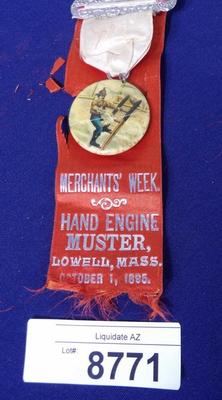 MERCHANTS' WEEK.
HAND ENGINE
MUSTER,
LOWELL, MASS.
OCTOBER 1, 1895.
Liquidate AZ
Lot#:
8771